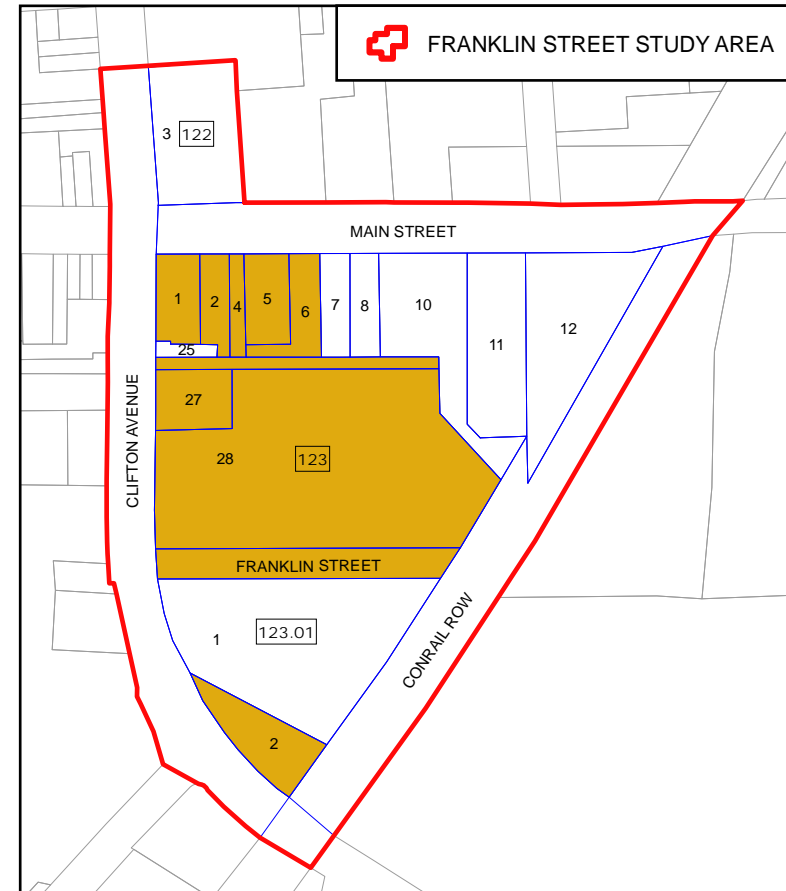 FRANKLIN STREET STUDY AREA
3 122
MAIN STREET
1 2 4 5 6 7 8 10 11 12
25
27
28 123
CLIFTON AVENUE
FRANKLIN STREET
1 123.01
CONRAIL ROW
2